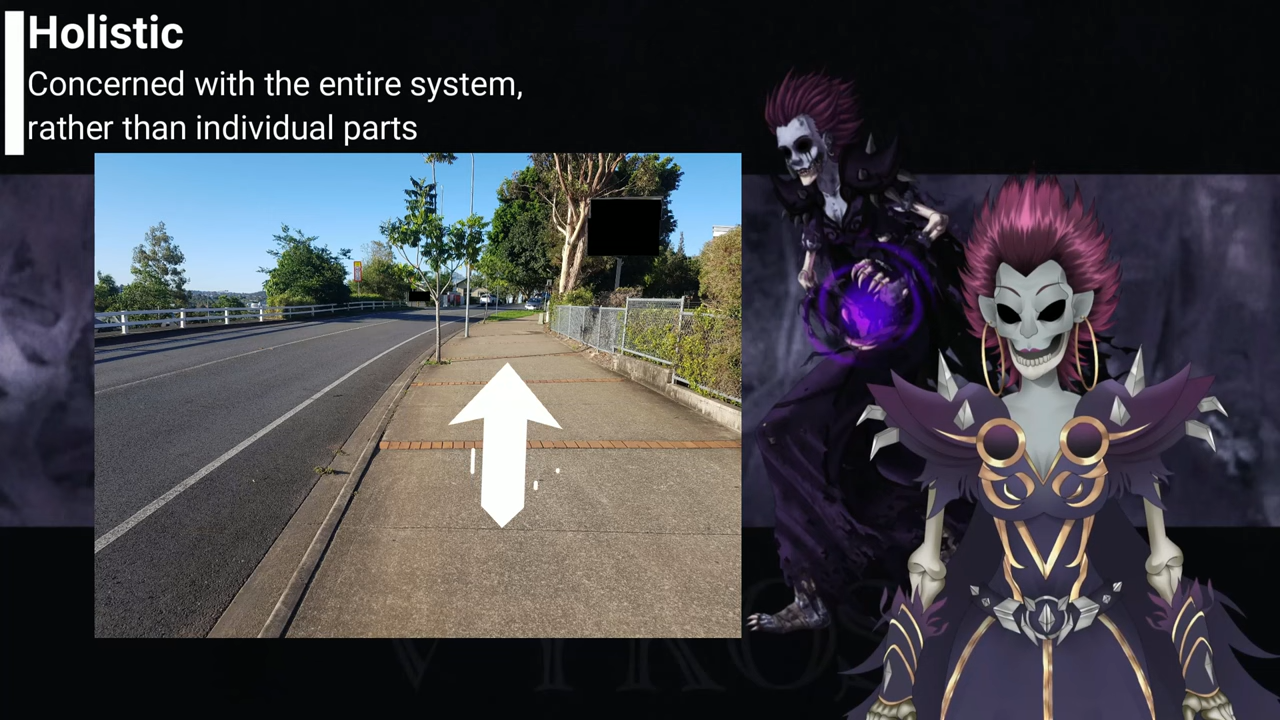 Holistic
Concerned with the entire system,
rather than individual parts